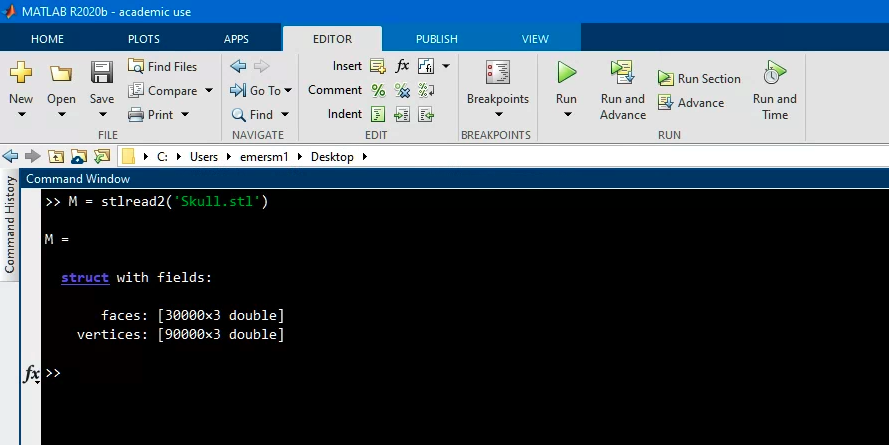 MATLAB R2020b - academic use
HOME PLOTS APPS EDITOR PUBLISH VIEW
New
Open
Save
Find Files
Compare
Print
FILE
Go To
Find
NAVIGATE
Insert fx
Comment
Indent
EDIT
Breakpoints
BREAKPOINTS
Run
Run and Advance
Run Section
Advance
Run and Time
RUN
C: Users emersm1 Desktop
Command History
Command Window
>> M = stlread2('Skull.stl')
M =
struct with fields:
faces: [30000×3 double]
vertices: [90000×3 double]
fx >>